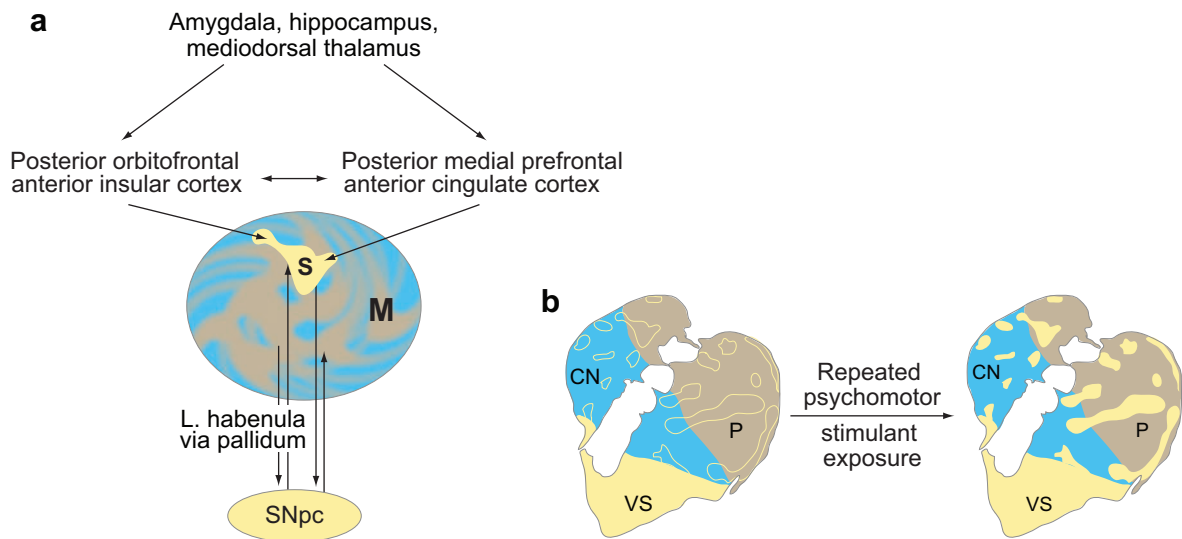 a
Amygdala, hippocampus,
mediodorsal thalamus
Posterior orbitofrontal
anterior insular cortex
Posterior medial prefrontal
anterior cingulate cortex
S
M
L. habenula
via pallidum
SNpc
b
CN
P
VS
Repeated
psychomotor
stimulant
exposure
CN
P
VS